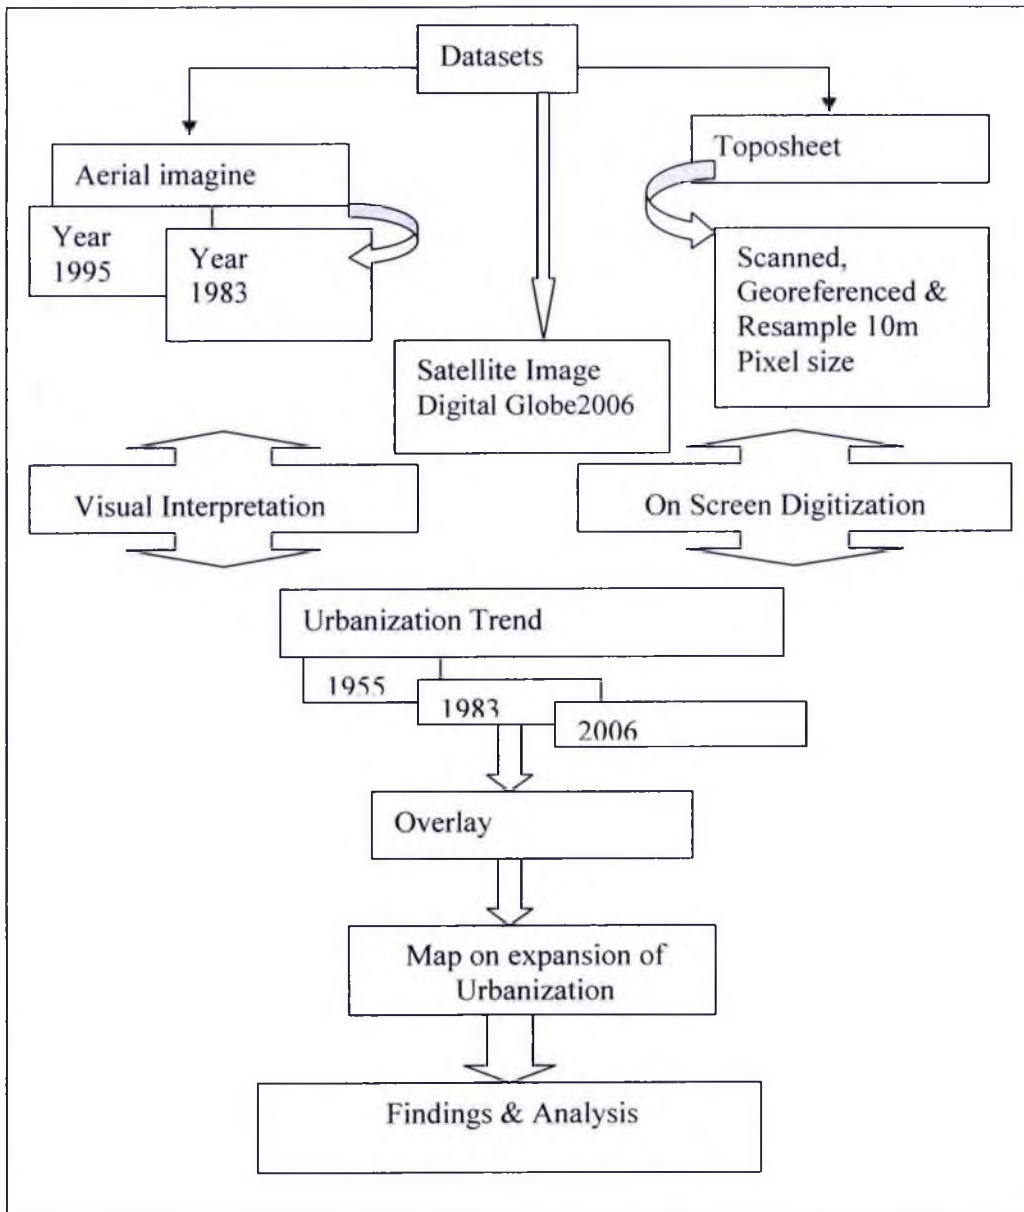 Datasets
Aerial imagine
Toposheet
Year
1995
Year
1983
Scanned,
Georeferenced &
Resample 10m
Pixel size
Satellite Image
Digital Globe2006
Visual Interpretation
On Screen Digitization
Urbanization Trend
1955
1983
2006
Overlay
Map on expansion of
Urbanization
Findings & Analysis